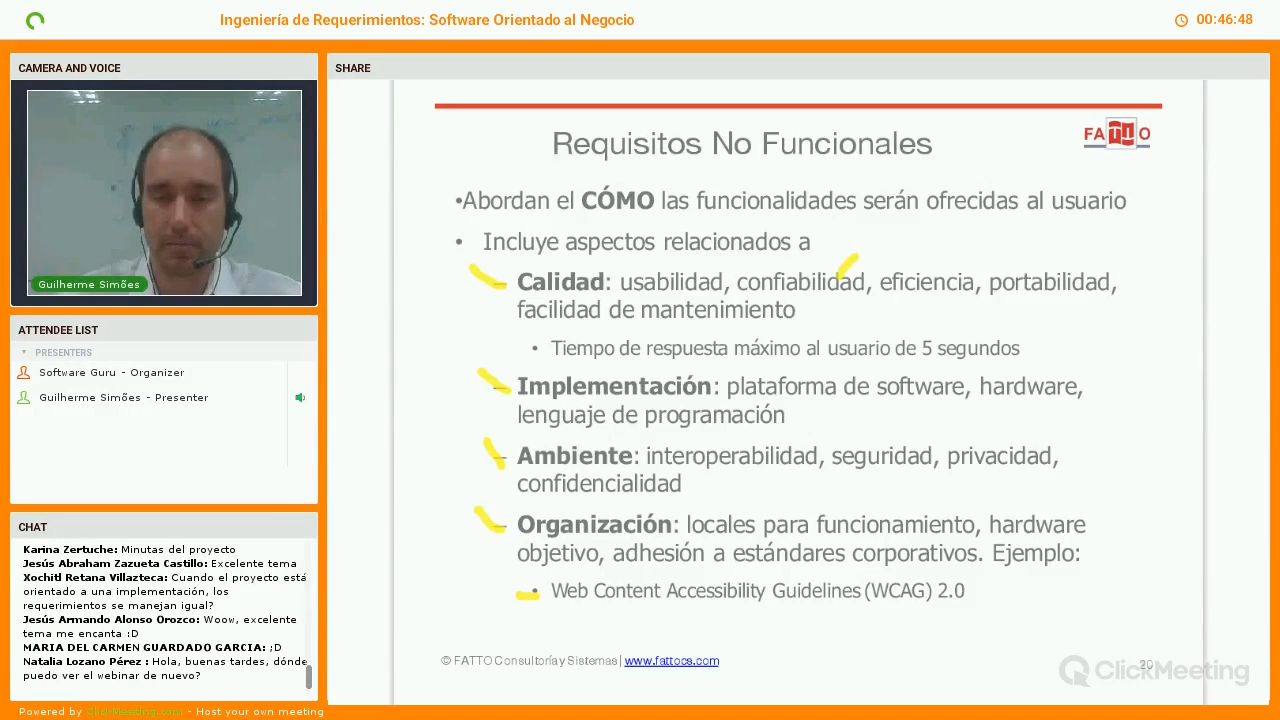 Ingeniería de Requerimientos: Software Orientado al Negocio
00:46:48
CAMERA AND VOICE
Guilherme Simões
ATTENDEE LIST
PRESENTERS
Software Guru - Organizer
Guilherme Simões - Presenter
CHAT
Karina Zertuche: Minutas del proyecto
Jesús Abraham Zazueta Castillo: Excelente tema
Xochitl Retana Villazteca: Cuando el proyecto está
orientado a una implementación, los
requerimientos se manejan igual?
Jesús Armando Alonso Orozco: Woow, excelente
tema me encanta :D
MARIA DEL CARMEN GUARDADO GARCIA: ;D
Natalia Lozano Pérez : Hola, buenas tardes, dónde
puedo ver el webinar de nuevo?
Powered by ClickMeeting.com - Host your own meeting
SHARE
Requisitos No Funcionales
FATTO
•Abordan el CÓMO las funcionalidades serán ofrecidas al usuario
• Incluye aspectos relacionados a
– Calidad: usabilidad, confiabilidad, eficiencia, portabilidad,
facilidad de mantenimiento
• Tiempo de respuesta máximo al usuario de 5 segundos
– Implementación: plataforma de software, hardware,
lenguaje de programación
– Ambiente: interoperabilidad, seguridad, privacidad,
confidencialidad
– Organización: locales para funcionamiento, hardware
objetivo, adhesión a estándares corporativos. Ejemplo:
• Web Content Accessibility Guidelines (WCAG) 2.0
© FATTO Consultoría y Sistemas | www.fattocs.com
20
ClickMeeting